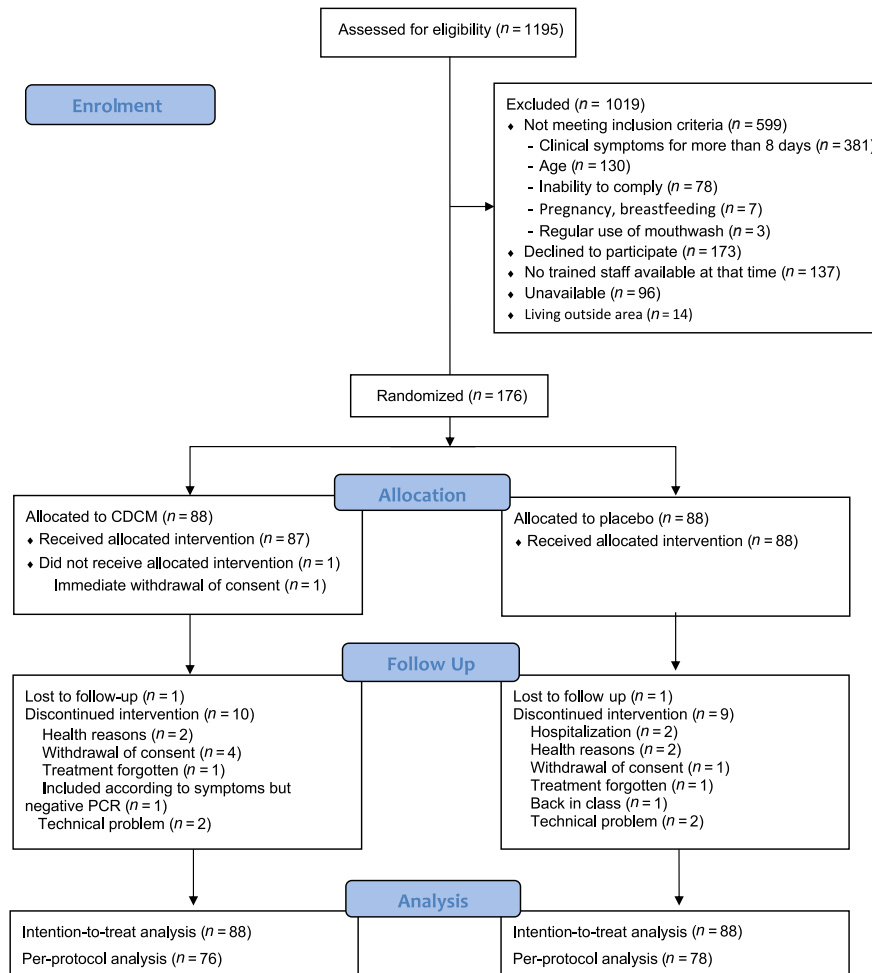 Assessed for eligibility (n = 1195)
Enrolment
Excluded (n = 1019)
♦ Not meeting inclusion criteria (n = 599)
- Clinical symptoms for more than 8 days (n = 381)
- Age (n = 130)
- Inability to comply (n = 78)
- Pregnancy, breastfeeding (n = 7)
- Regular use of mouthwash (n = 3)
♦ Declined to participate (n = 173)
♦ No trained staff available at that time (n = 137)
♦ Unavailable (n = 96)
♦ Living outside area (n = 14)
Randomized (n = 176)
Allocation
Allocated to CDCM (n = 88)
♦ Received allocated intervention (n = 87)
♦ Did not receive allocated intervention (n = 1)
Immediate withdrawal of consent (n = 1)
Allocated to placebo (n = 88)
♦ Received allocated intervention (n = 88)
Follow Up
Lost to follow-up (n = 1)
Discontinued intervention (n = 10)
Health reasons (n = 2)
Withdrawal of consent (n = 4)
Treatment forgotten (n = 1)
Included according to symptoms but
negative PCR (n = 1)
Technical problem (n = 2)
Lost to follow up (n = 1)
Discontinued intervention (n = 9)
Hospitalization (n = 2)
Health reasons (n = 2)
Withdrawal of consent (n = 1)
Treatment forgotten (n = 1)
Back in class (n = 1)
Technical problem (n = 2)
Analysis
Intention-to-treat analysis (n = 88)
Per-protocol analysis (n = 76)
Intention-to-treat analysis (n = 88)
Per-protocol analysis (n = 78)